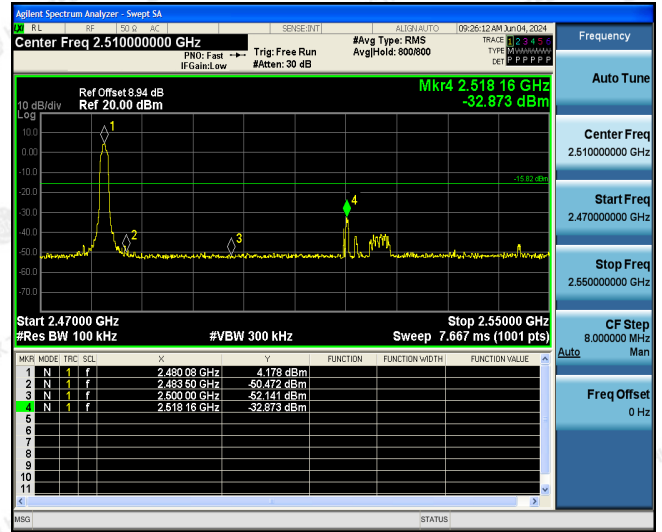 Agilent Spectrum Analyzer - Swept SA
LXI RL RF 50 Ω AC SENSE:INT ALIGN AUTO 09:26:12 AM Jun 04, 2024
Center Freq 2.510000000 GHz
PNO: Fast
IFGain:Low
Trig: Free Run
#Atten: 30 dB
#Avg Type: RMS
Avg|Hold: 800/800
TRACE 1 2 3 4 5 6
TYPE MWWWWW
DET P P P P P P
Frequency
Auto Tune
Center Freq
2.510000000 GHz
Start Freq
2.470000000 GHz
Stop Freq
2.550000000 GHz
CF Step
8.000000 MHz
Auto Man
Freq Offset
0 Hz
Mkr4 2.518 16 GHz
-32.873 dBm
Ref Offset 8.94 dB
10 dB/div Ref 20.00 dBm
Log
10.0
0.00
-10.0
-20.0
-30.0
-40.0
-50.0
-60.0
-70.0
1
2
3
4
-15.82 dBm
Start 2.47000 GHz Stop 2.55000 GHz
#Res BW 100 kHz #VBW 300 kHz Sweep 7.667 ms (1001 pts)
MKR MODE TRC SCL X Y FUNCTION FUNCTION WIDTH FUNCTION VALUE
1 N 1 f 2.480 08 GHz 4.178 dBm
2 N 1 f 2.483 50 GHz -50.472 dBm
3 N 1 f 2.500 00 GHz -52.141 dBm
4 N 1 f 2.518 16 GHz -32.873 dBm
5
6
7
8
9
10
11
MSG STATUS